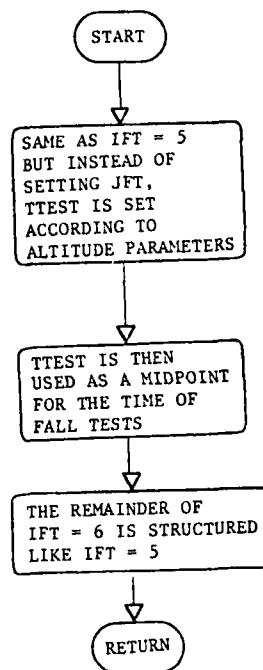 START
SAME AS IFT = 5
BUT INSTEAD OF
SETTING JFT,
TTEST IS SET
ACCORDING TO
ALTITUDE PARAMETERS
TTEST IS THEN
USED AS A MIDPOINT
FOR THE TIME OF
FALL TESTS
THE REMAINDER OF
IFT = 6 IS STRUCTURED
LIKE IFT = 5
RETURN